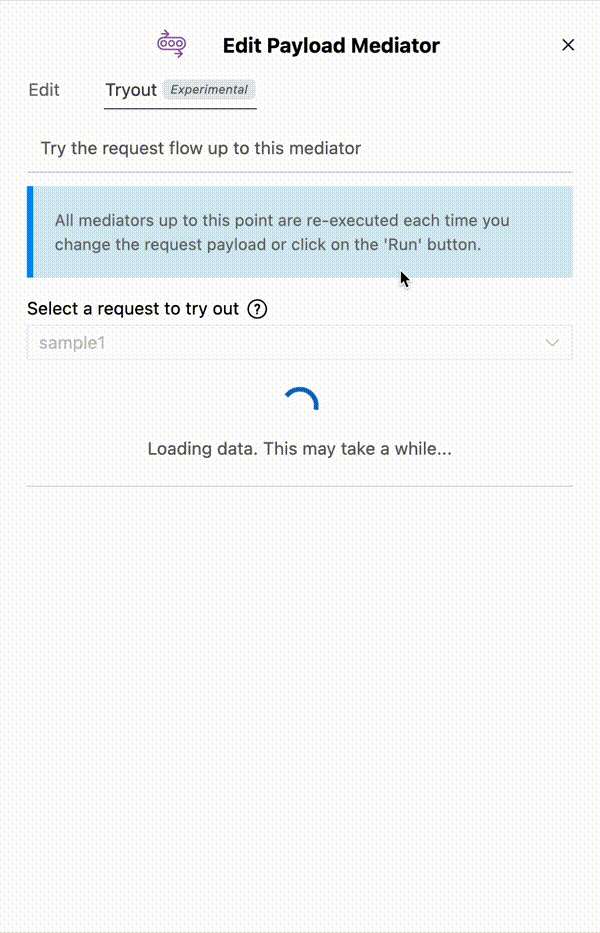 Edit Payload Mediator
Edit
Tryout Experimental
Try the request flow up to this mediator
All mediators up to this point are re-executed each time you
change the request payload or click on the 'Run' button.
Select a request to try out ?
sample1
Loading data. This may take a while...